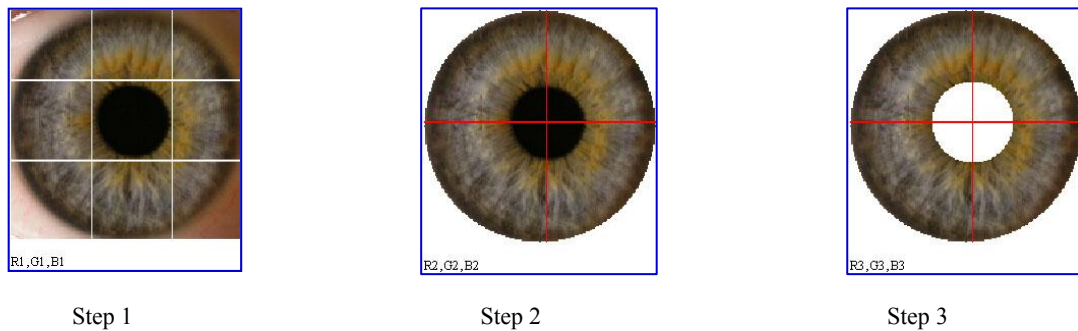 R1,G1,B1
R2,G2,B2
R3,G3,B3
Step 1
Step 2
Step 3